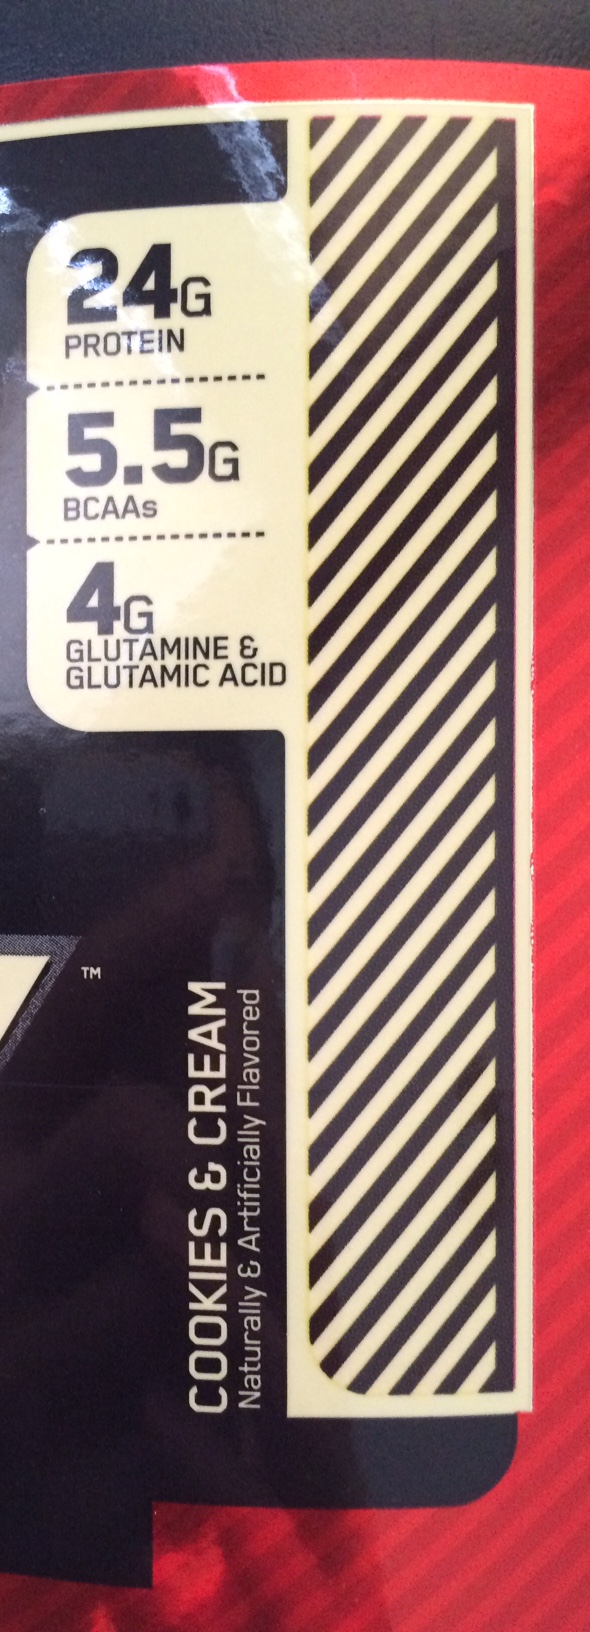 24G
PROTEIN
5.5G
BCAAs
4G
GLUTAMINE &
GLUTAMIC ACID
TM
COOKIES & CREAM
Naturally & Artificially Flavored